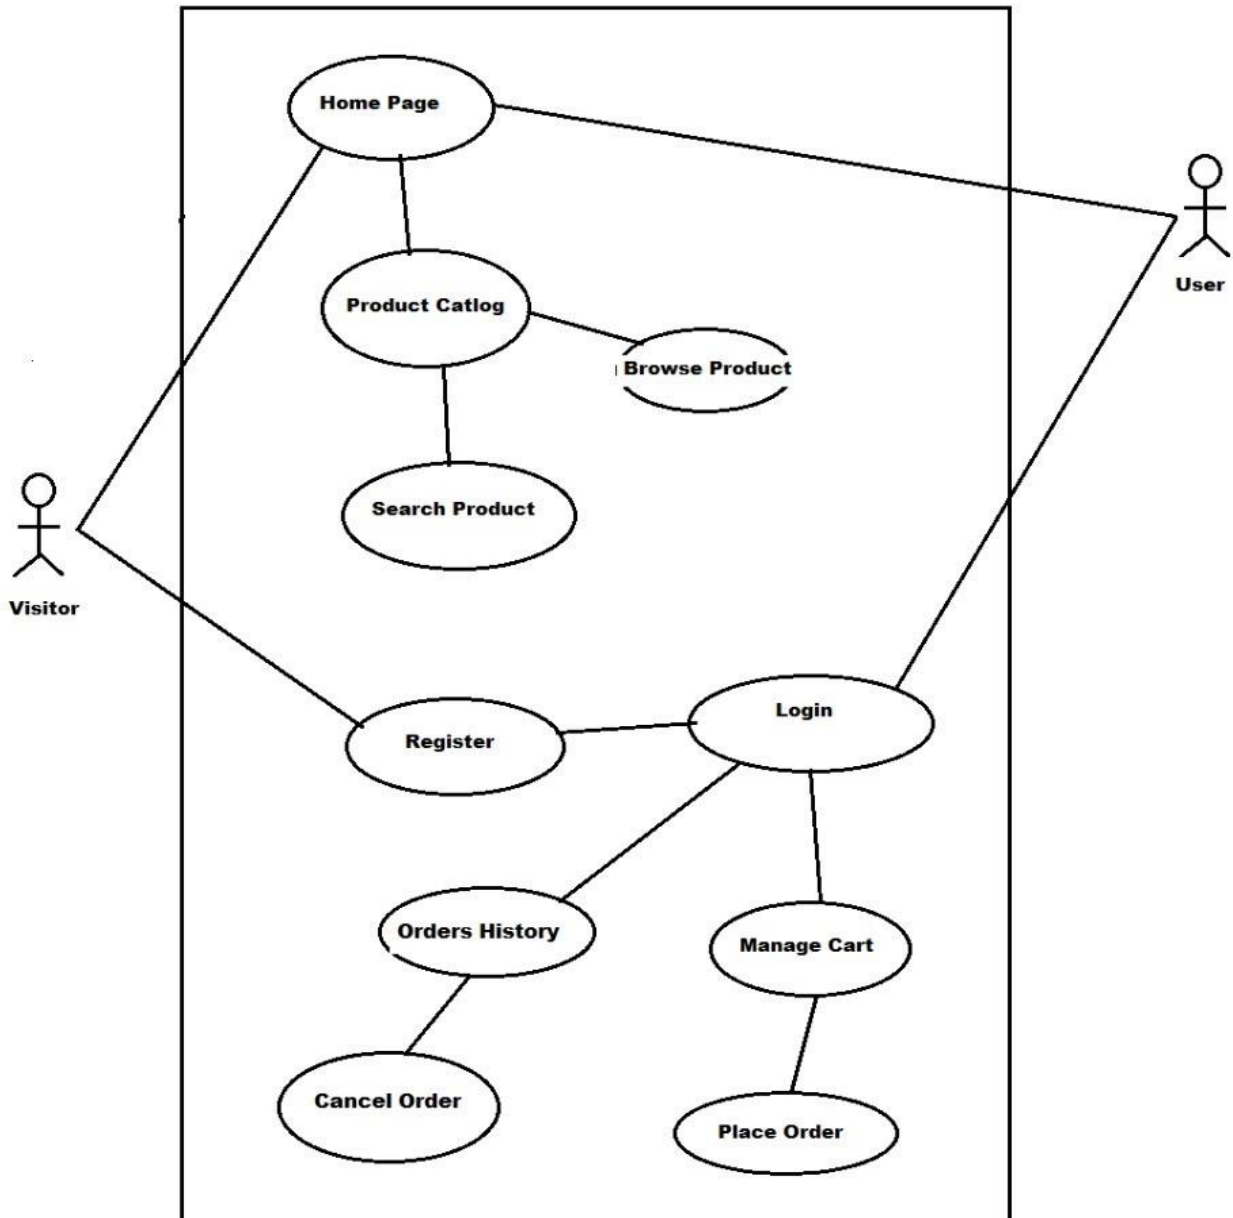 Home Page
User
Product Catlog
Browse Product
Search Product
Visitor
Login
Register
Orders History
Manage Cart
Cancel Order
Place Order